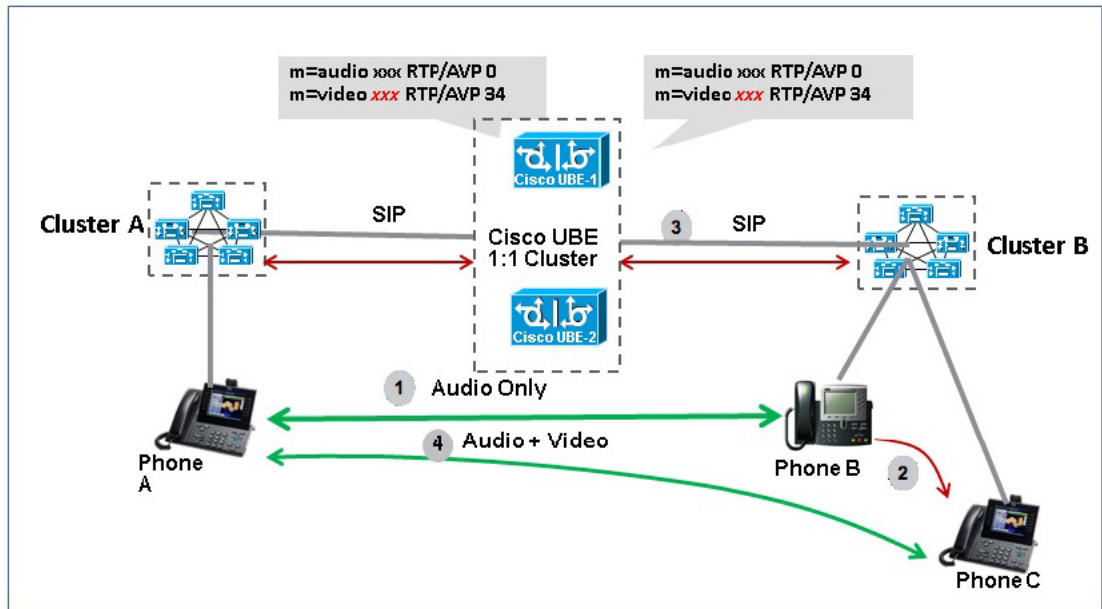 m=audio xxx RTP/AVP 0
m=video xxx RTP/AVP 34
m=audio xxx RTP/AVP 0
m=video xxx RTP/AVP 34
Cisco UBE-1
Cluster A
SIP
Cisco UBE
1:1 Cluster
3
SIP
Cluster B
Cisco UBE-2
1
Audio Only
4
Audio + Video
Phone
A
Phone B
2
Phone C